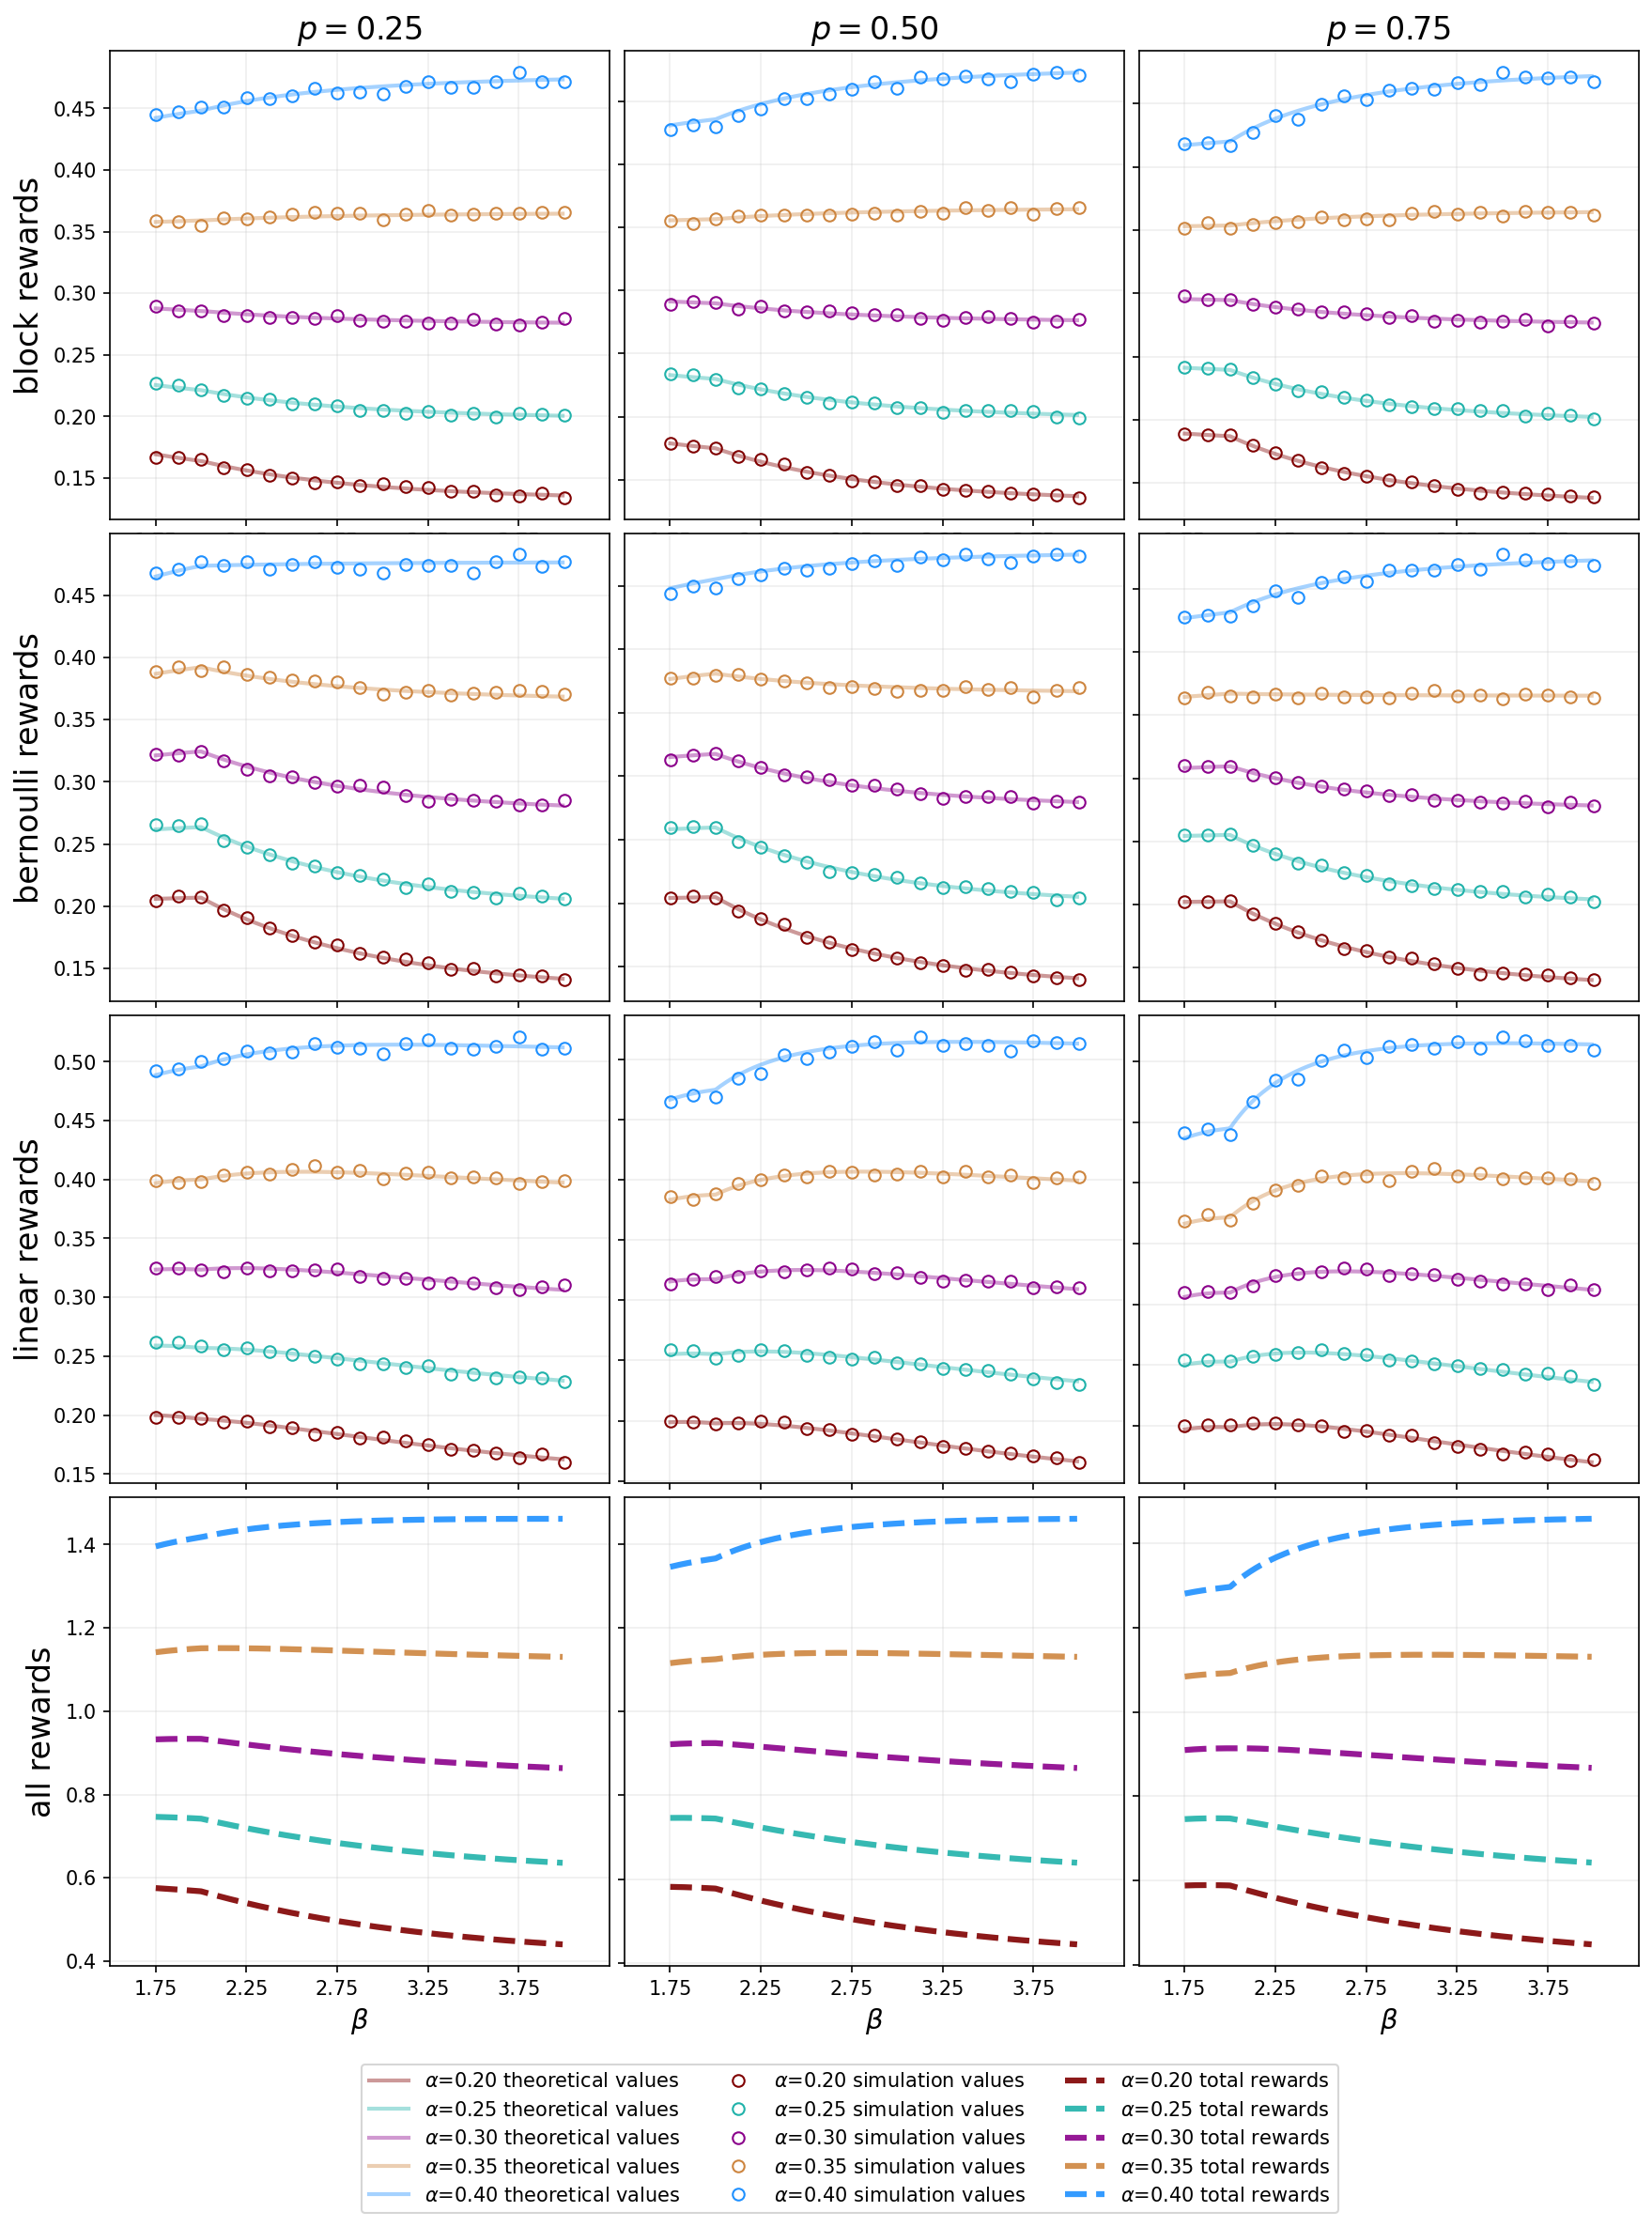 p = 0.25 p = 0.50 p = 0.75
block rewards
0.45
0.40
0.35
0.30
0.25
0.20
0.15
bernoulli rewards
0.45
0.40
0.35
0.30
0.25
0.20
0.15
linear rewards
0.50
0.45
0.40
0.35
0.30
0.25
0.20
0.15
all rewards
1.4
1.2
1.0
0.8
0.6
0.4
1.75 2.25 2.75 3.25 3.75 1.75 2.25 2.75 3.25 3.75 1.75 2.25 2.75 3.25 3.75
β β β
α=0.20 theoretical values α=0.20 simulation values α=0.20 total rewards
α=0.25 theoretical values α=0.25 simulation values α=0.25 total rewards
α=0.30 theoretical values α=0.30 simulation values α=0.30 total rewards
α=0.35 theoretical values α=0.35 simulation values α=0.35 total rewards
α=0.40 theoretical values α=0.40 simulation values α=0.40 total rewards